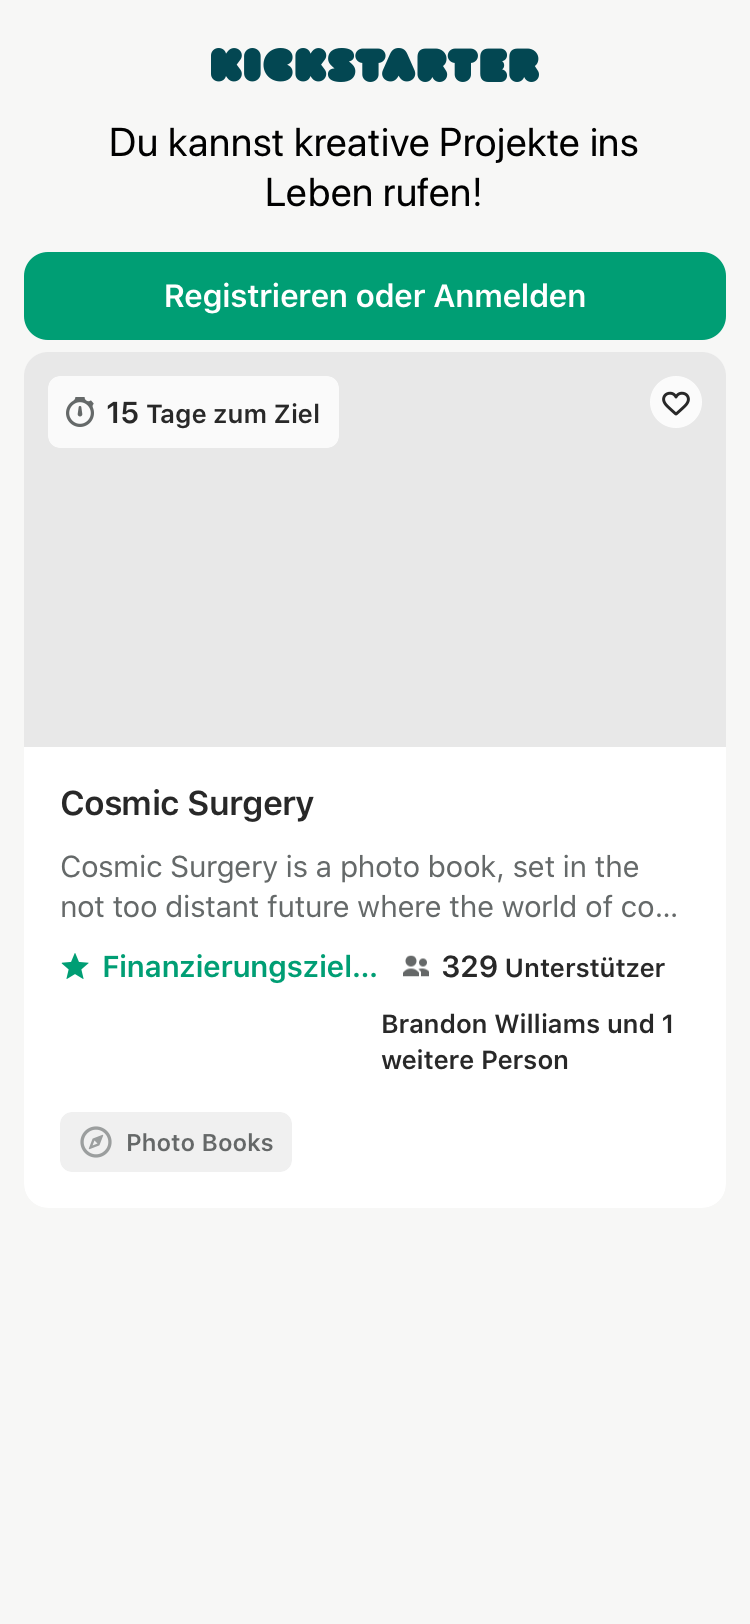 KICKSTARTER
Du kannst kreative Projekte ins
Leben rufen!
Registrieren oder Anmelden
15 Tage zum Ziel
Cosmic Surgery
Cosmic Surgery is a photo book, set in the
not too distant future where the world of co...
Finanzierungsziel...
329 Unterstützer
Brandon Williams und 1
weitere Person
Photo Books